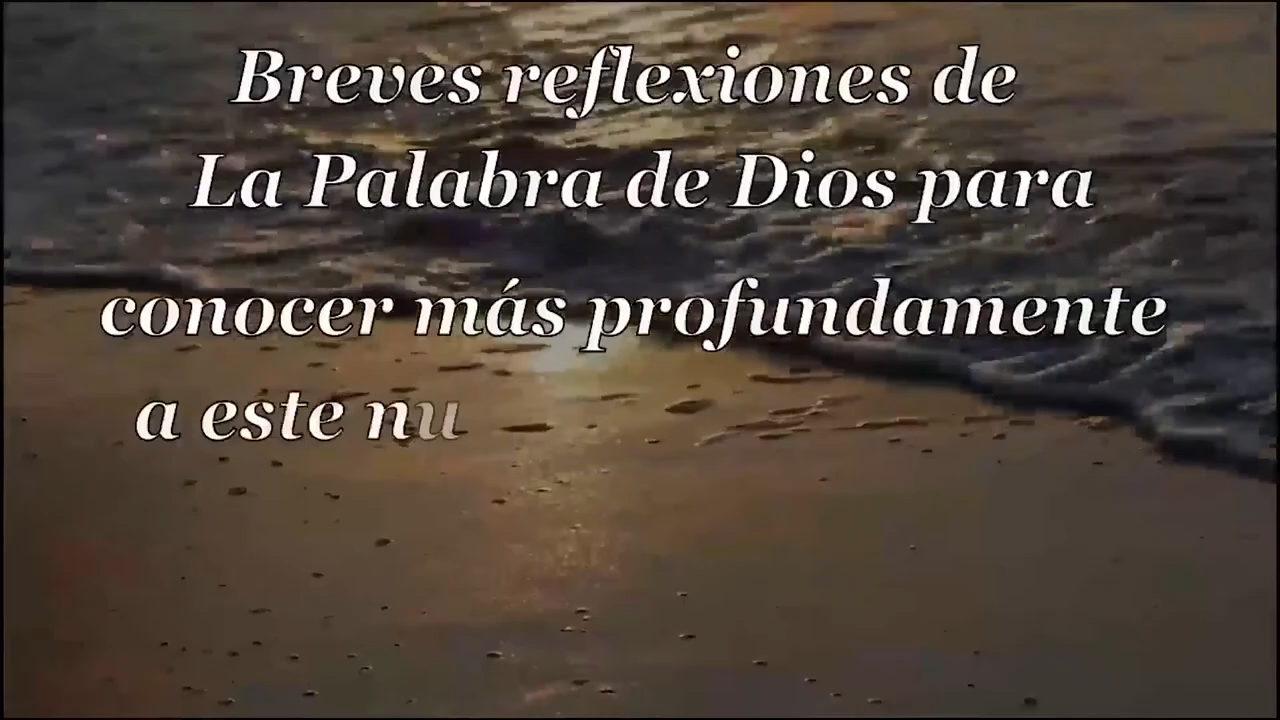 Breves reflexiones de
La Palabra de Dios para
conocer más profundamente
a este nu